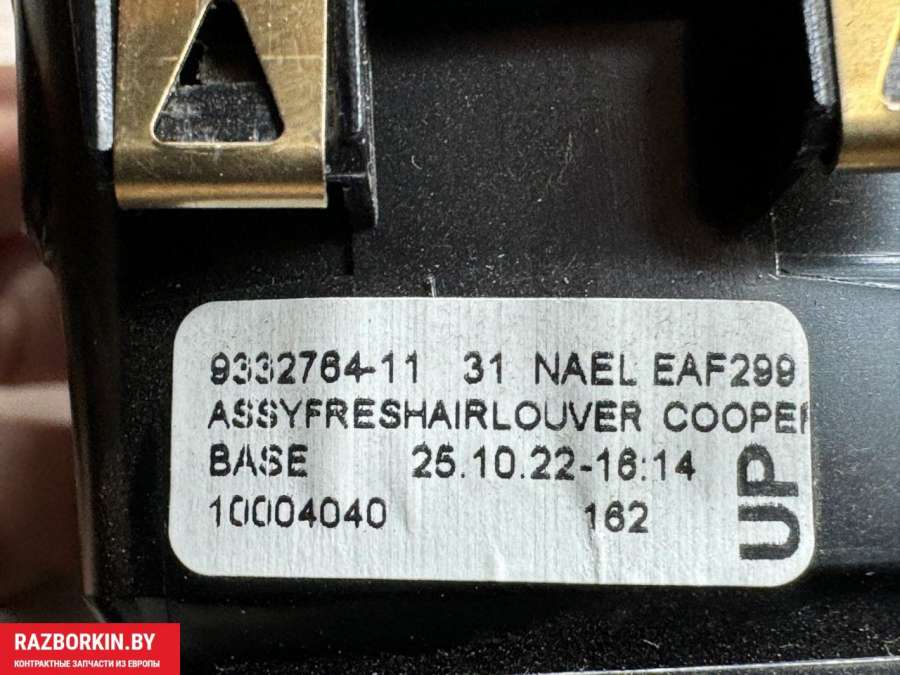 9332764-11 31 NAEL EAF299
ASSYFRESHAIRLOUVER COOPER
BASE 25.10.22-16:14
10004040 162
UP
RAZBORKIN.BY
КОНТРАКТНЫЕ ЗАПЧАСТИ ИЗ ЕВРОПЫ